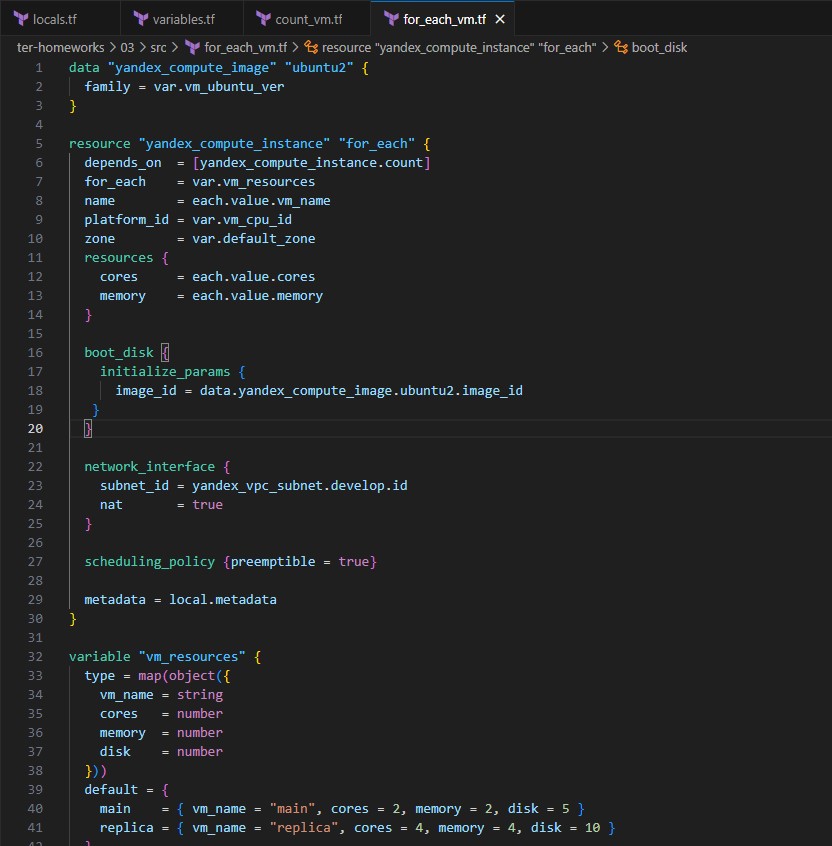 locals.tf variables.tf count_vm.tf for_each_vm.tf ×
ter-homeworks > 03 > src > for_each_vm.tf > resource "yandex_compute_instance" "for_each" > boot_disk
1 data "yandex_compute_image" "ubuntu2" {
2   family = var.vm_ubuntu_ver
3 }
4
5 resource "yandex_compute_instance" "for_each" {
6   depends_on  = [yandex_compute_instance.count]
7   for_each    = var.vm_resources
8   name        = each.value.vm_name
9   platform_id = var.vm_cpu_id
10   zone        = var.default_zone
11   resources {
12     cores     = each.value.cores
13     memory    = each.value.memory
14   }
15
16   boot_disk {
17     initialize_params {
18       image_id = data.yandex_compute_image.ubuntu2.image_id
19    }
20   }
21
22   network_interface {
23     subnet_id = yandex_vpc_subnet.develop.id
24     nat       = true
25   }
26
27   scheduling_policy {preemptible = true}
28
29   metadata = local.metadata
30 }
31
32 variable "vm_resources" {
33   type = map(object({
34     vm_name = string
35     cores   = number
36     memory  = number
37     disk    = number
38   }))
39   default = {
40     main    = { vm_name = "main", cores = 2, memory = 2, disk = 5 }
41     replica = { vm_name = "replica", cores = 4, memory = 4, disk = 10 }
42   }